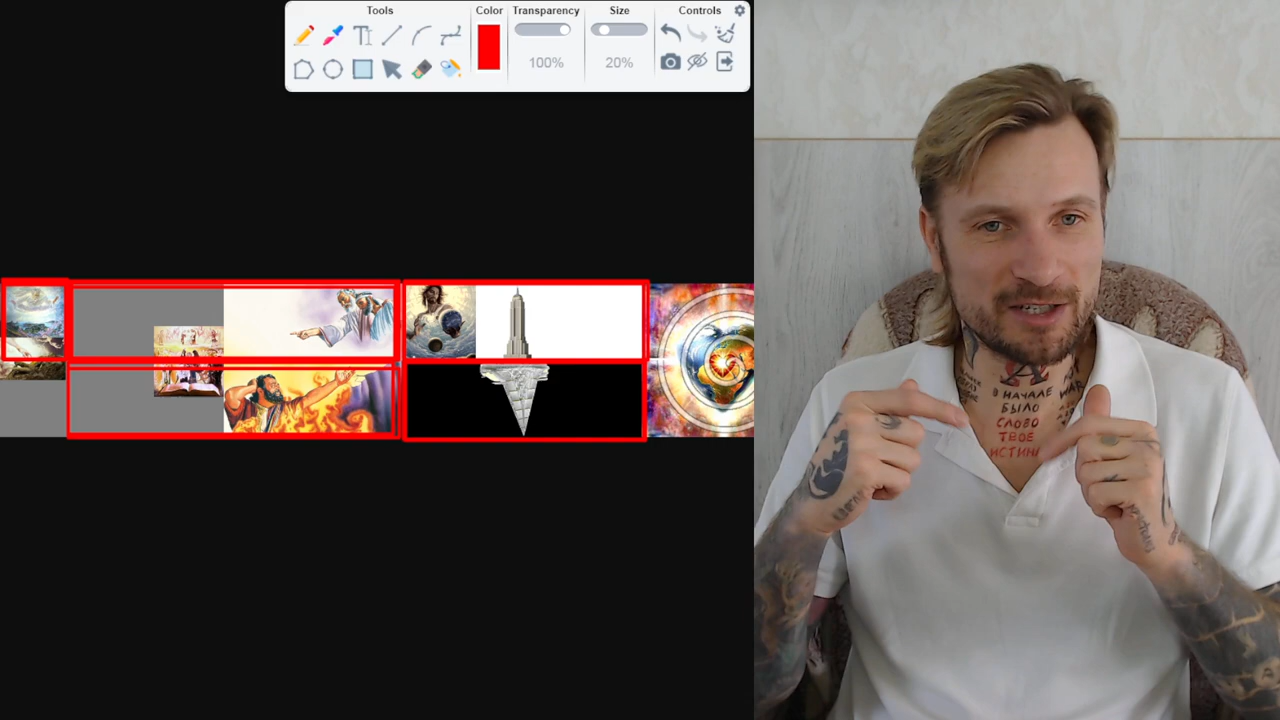 Tools
Color
Transparency
Size
Controls
100%
20%
В НАЧАЛЕ
БЫЛО
СЛОВО
ТВОЕ
ИСТИНА